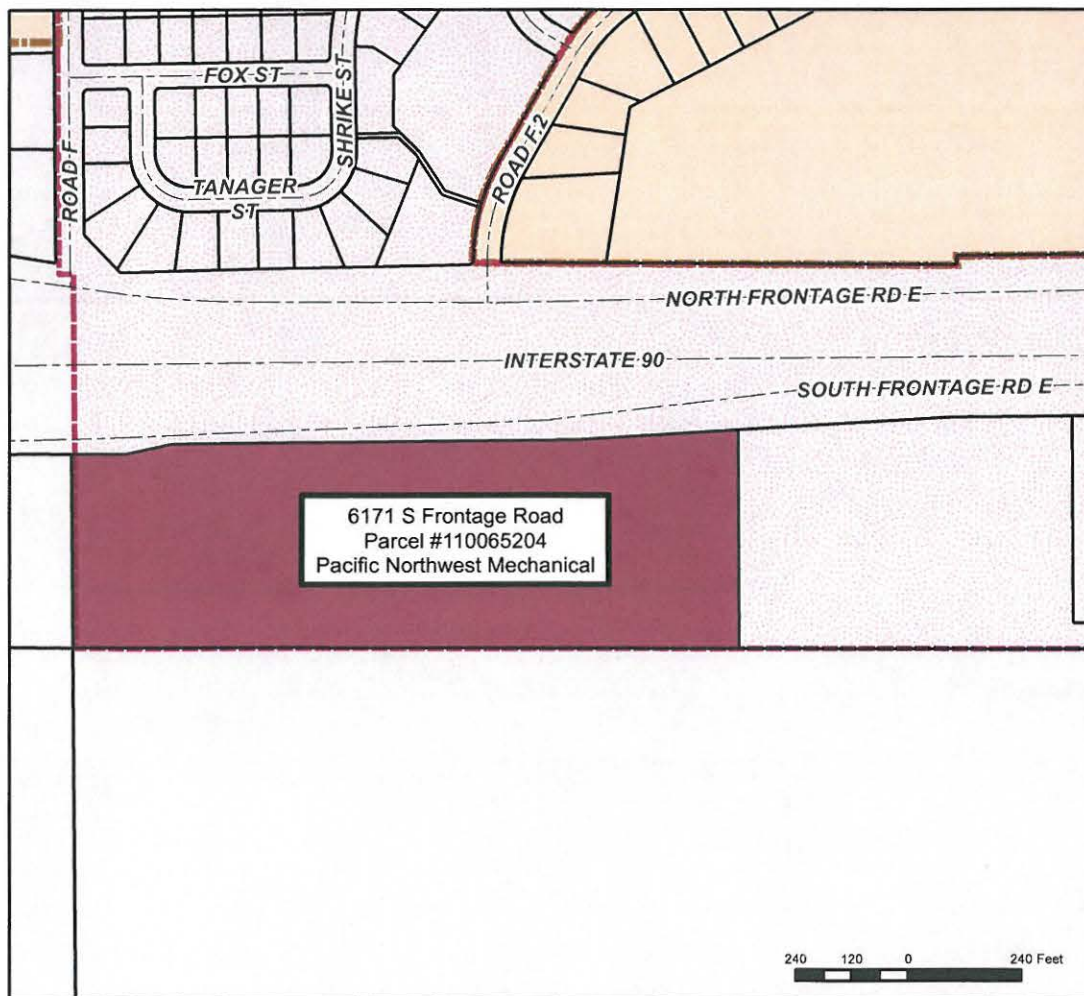 FOX ST
SHRIKE ST
ROAD F
TANAGER
ST
ROAD F.2
NORTH FRONTAGE RD E
INTERSTATE 90
SOUTH FRONTAGE RD E
6171 S Frontage Road
Parcel #110065204
Pacific Northwest Mechanical
240 120 0 240 Feet